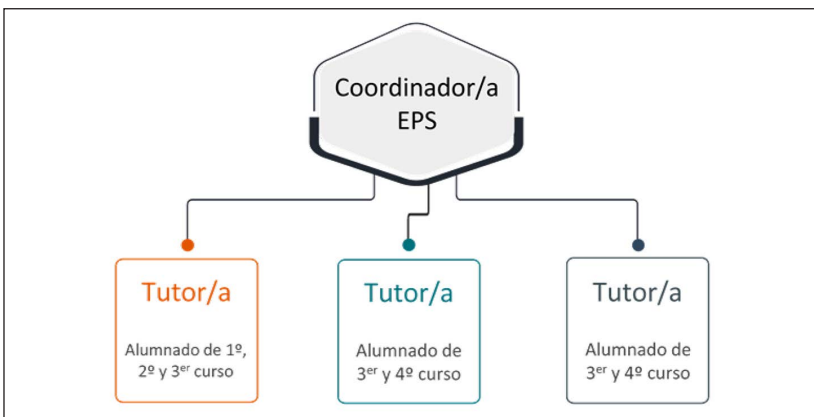 Coordinador/a
EPS
Tutor/a
Alumnado de 1º,
2º y 3er curso
Tutor/a
Alumnado de
3er y 4º curso
Tutor/a
Alumnado de
3er y 4º curso